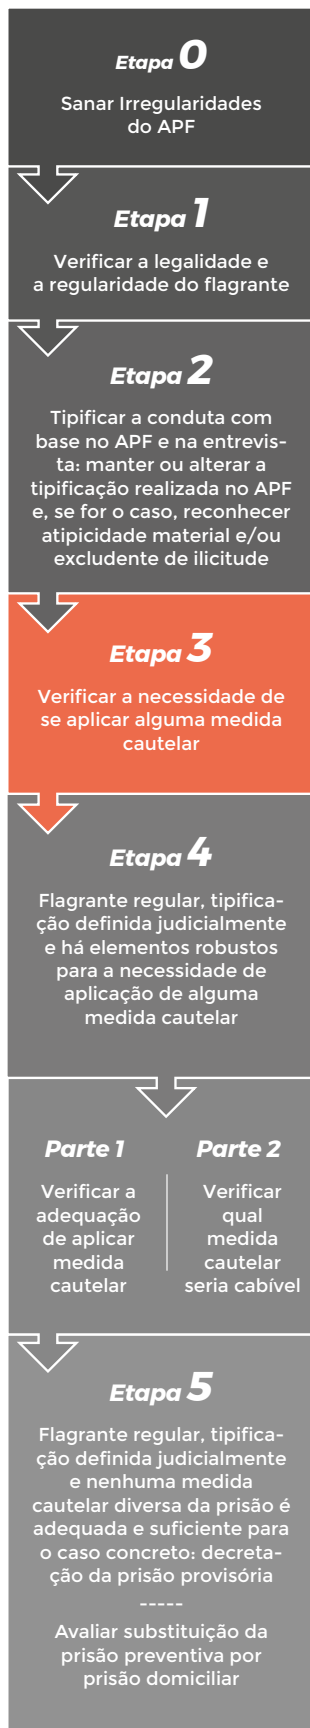 Etapa 0
Sanar Irregularidades
do APF
Etapa 1
Verificar a legalidade e
a regularidade do flagrante
Etapa 2
Tipificar a conduta com
base no APF e na entrevis-
ta: manter ou alterar a
tipificação realizada no APF
e, se for o caso, reconhecer
atipicidade material e/ou
excludente de ilicitude
Etapa 3
Verificar a necessidade de
se aplicar alguma medida
cautelar
Etapa 4
Flagrante regular, tipifica-
ção definida judicialmente
e há elementos robustos
para a necessidade de
aplicação de alguma
medida cautelar
Parte 1
Verificar a
adequação
de aplicar
medida
cautelar
Parte 2
Verificar
qual
medida
cautelar
seria cabível
Etapa 5
Flagrante regular, tipifica-
ção definida judicialmente
e nenhuma medida
cautelar diversa da prisão é
adequada e suficiente para
o caso concreto: decreta-
ção da prisão provisória
-----
Avaliar substituição da
prisão preventiva por
prisão domiciliar